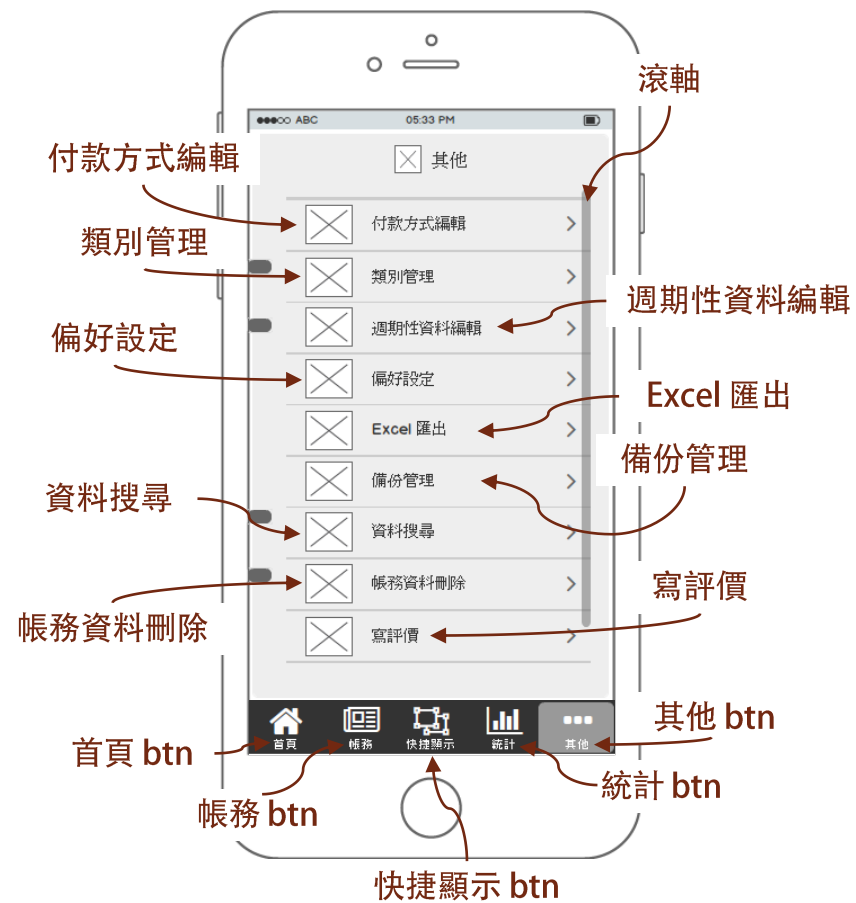 滾軸
ABC 05:33 PM
付款方式編輯
其他
付款方式編輯
類別管理
類別管理
週期性資料編輯
週期性資料編輯
偏好設定
偏好設定
Excel 匯出
Excel 匯出
備份管理
備份管理
資料搜尋
資料搜尋
帳務資料刪除
寫評價
帳務資料刪除
寫評價
其他 btn
首頁 帳務 快捷顯示 統計 其他
首頁 btn
統計 btn
帳務 btn
快捷顯示 btn